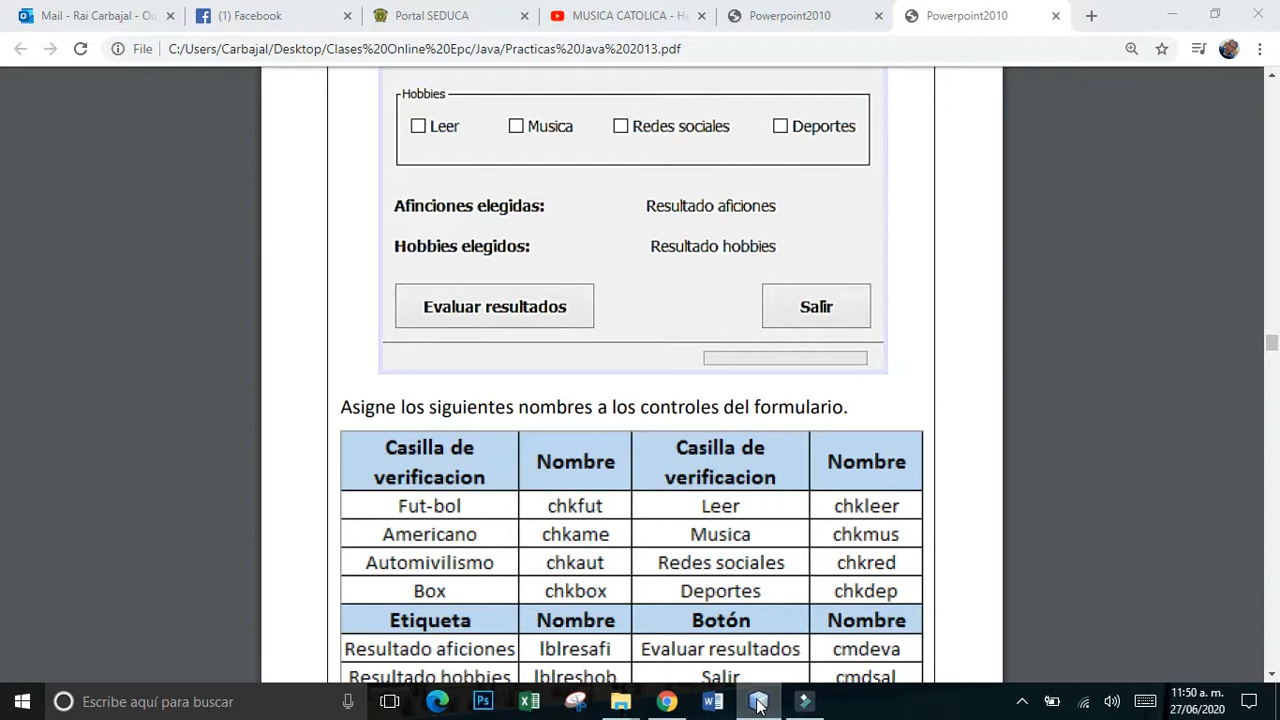 Mail - Rai Carbajal - Ou
(1) Facebook
Portal SEDUCA
MUSICA CATOLICA - He
Powerpoint2010
Powerpoint2010
File
C:/Users/Carbajal/Desktop/Clases%20Online%20Epc/Java/Practicas%20Java%202013.pdf
Hobbies
Leer Musica Redes sociales Deportes
Afinciones elegidas: Resultado aficiones
Hobbies elegidos: Resultado hobbies
Evaluar resultados Salir
Asigne los siguientes nombres a los controles del formulario.
Casilla de verificacion Nombre Casilla de verificacion Nombre
Fut-bol chkfut Leer chkleer
Americano chkame Musica chkmus
Automivilismo chkaut Redes sociales chkred
Box chkbox Deportes chkdep
Etiqueta Nombre Botón Nombre
Resultado aficiones lblresafi Evaluar resultados cmdeva
Resultado hobbies lblreshob Salir cmdsal
Escribe aquí para buscar
11:50 a. m.
27/06/2020